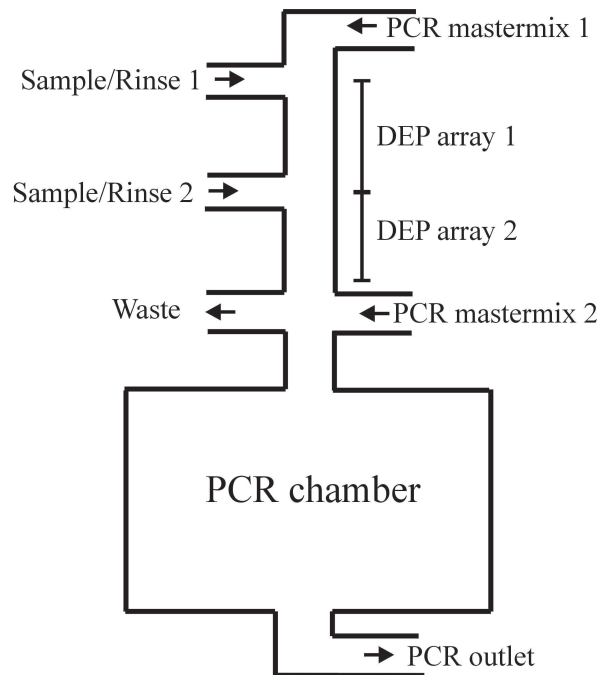 PCR mastermix 1
Sample/Rinse 1
DEP array 1
Sample/Rinse 2
DEP array 2
Waste
PCR mastermix 2
PCR chamber
PCR outlet